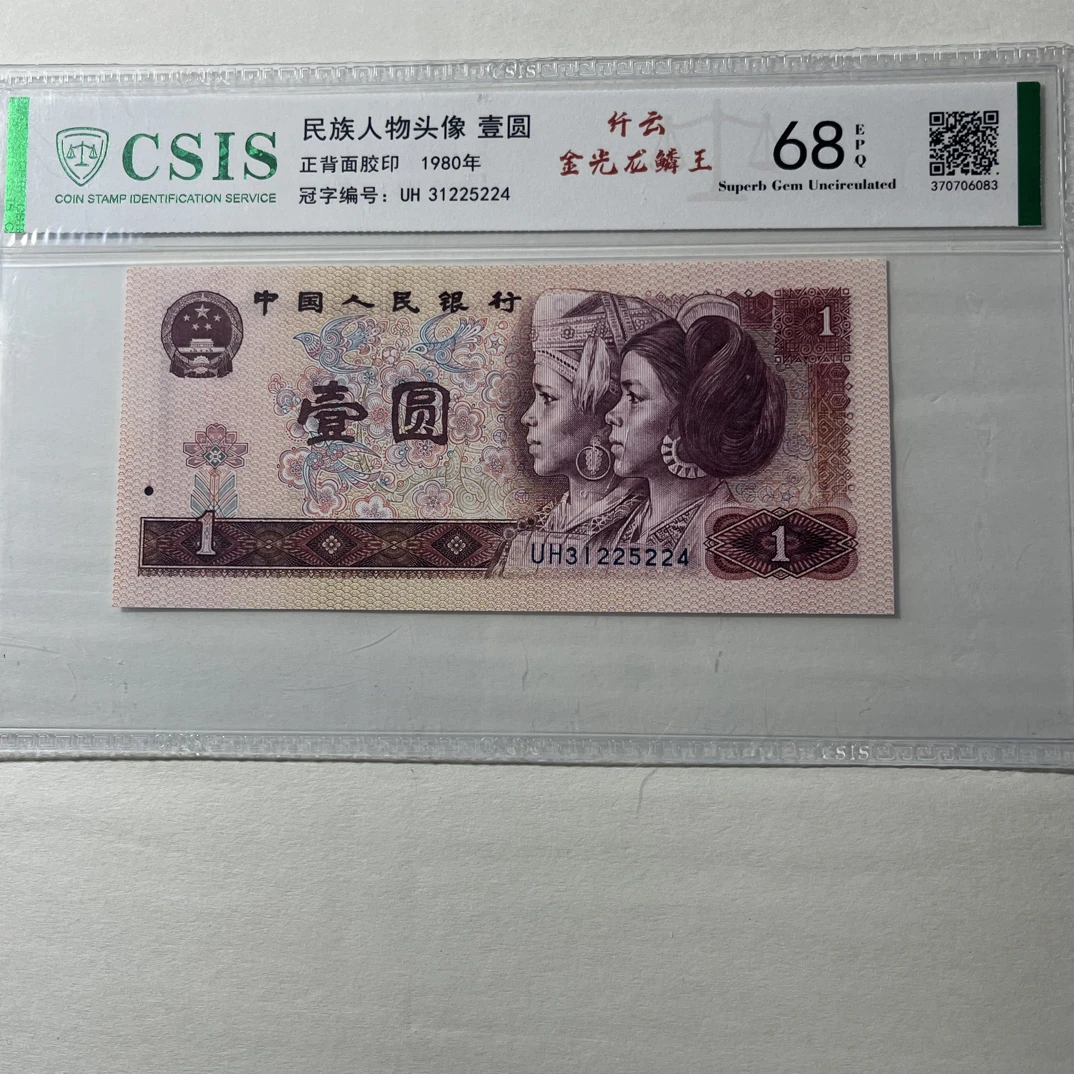 CSIS
CSIS
COIN STAMP IDENTIFICATION SERVICE
民族人物头像 壹圆
正背面胶印 1980年
冠字编号: UH 31225224
纤云
金光龙鳞王
68
EPQ
Superb Gem Uncirculated
370706083
中国人民银行
1
壹圆
1
UH31225224
1
CSIS